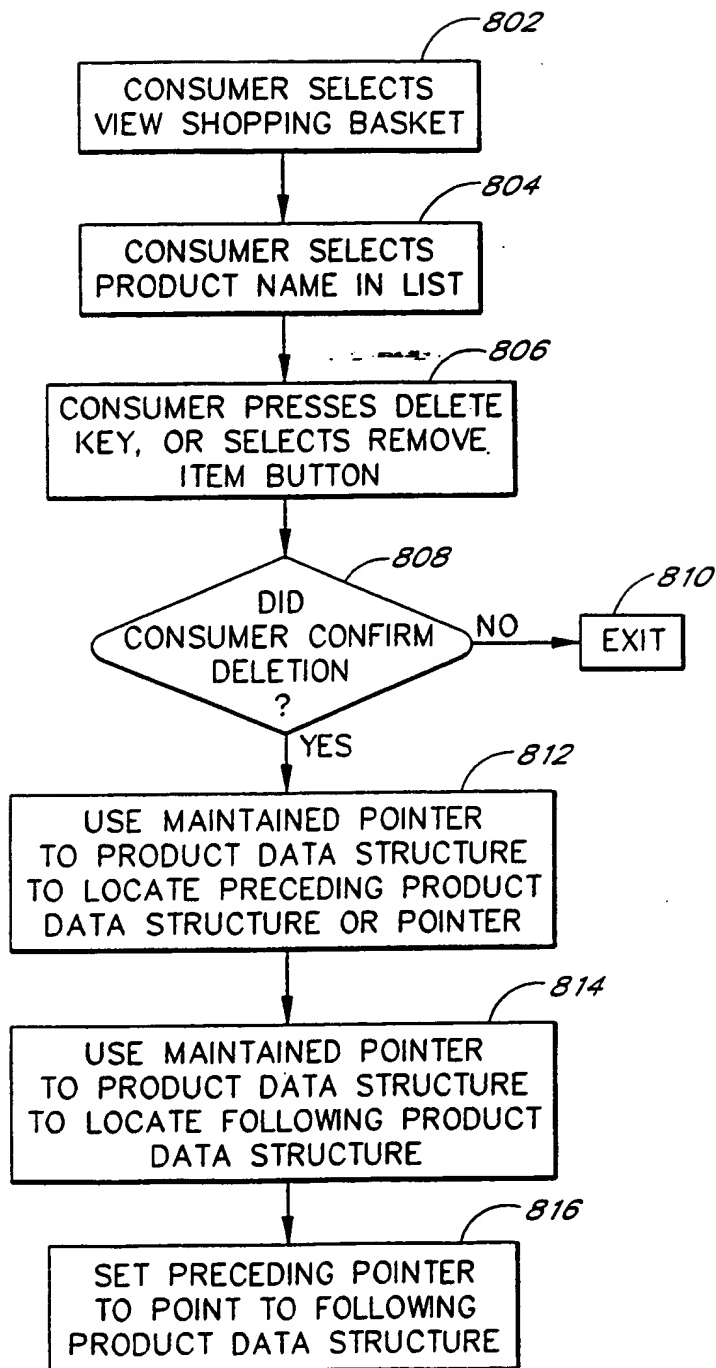 802
CONSUMER SELECTS
VIEW SHOPPING BASKET
804
CONSUMER SELECTS
PRODUCT NAME IN LIST
806
CONSUMER PRESSES DELETE
KEY, OR SELECTS REMOVE
ITEM BUTTON
808
DID
CONSUMER CONFIRM
DELETION
?
NO
810
EXIT
YES
812
USE MAINTAINED POINTER
TO PRODUCT DATA STRUCTURE
TO LOCATE PRECEDING PRODUCT
DATA STRUCTURE OR POINTER
814
USE MAINTAINED POINTER
TO PRODUCT DATA STRUCTURE
TO LOCATE FOLLOWING PRODUCT
DATA STRUCTURE
816
SET PRECEDING POINTER
TO POINT TO FOLLOWING
PRODUCT DATA STRUCTURE